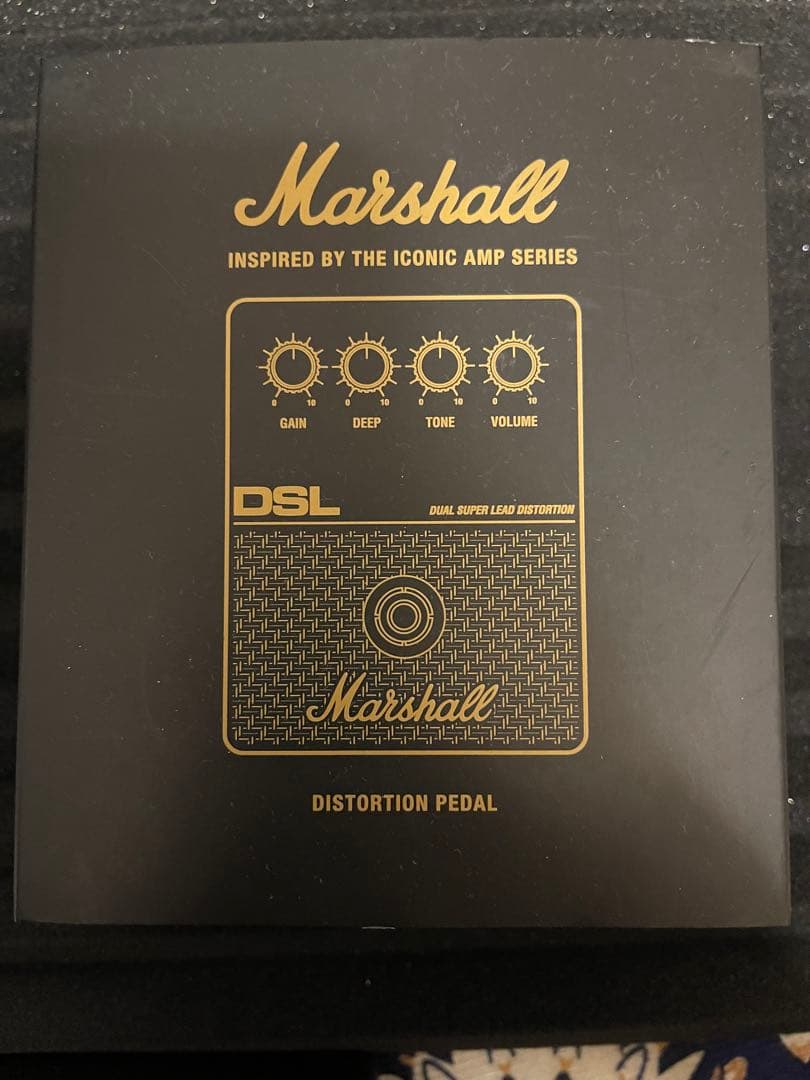 Marshall
INSPIRED BY THE ICONIC AMP SERIES
0 10 0 10 0 10 0 10
GAIN DEEP TONE VOLUME
DSL DUAL SUPER LEAD DISTORTION
Marshall
DISTORTION PEDAL